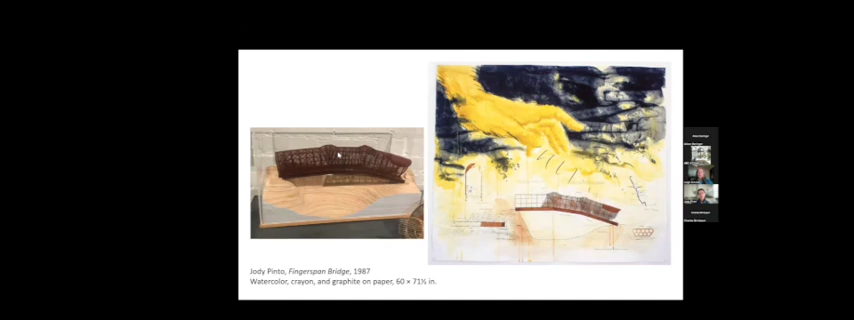 Jody Pinto, Fingerspan Bridge, 1987
Watercolor, crayon, and graphite on paper, 60 × 71½ in.